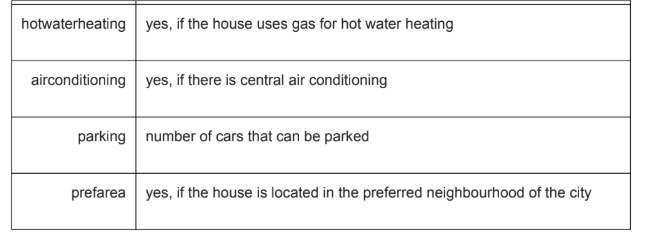 hotwaterheating yes, if the house uses gas for hot water heating
airconditioning yes, if there is central air conditioning
parking number of cars that can be parked
prefarea yes, if the house is located in the preferred neighbourhood of the city